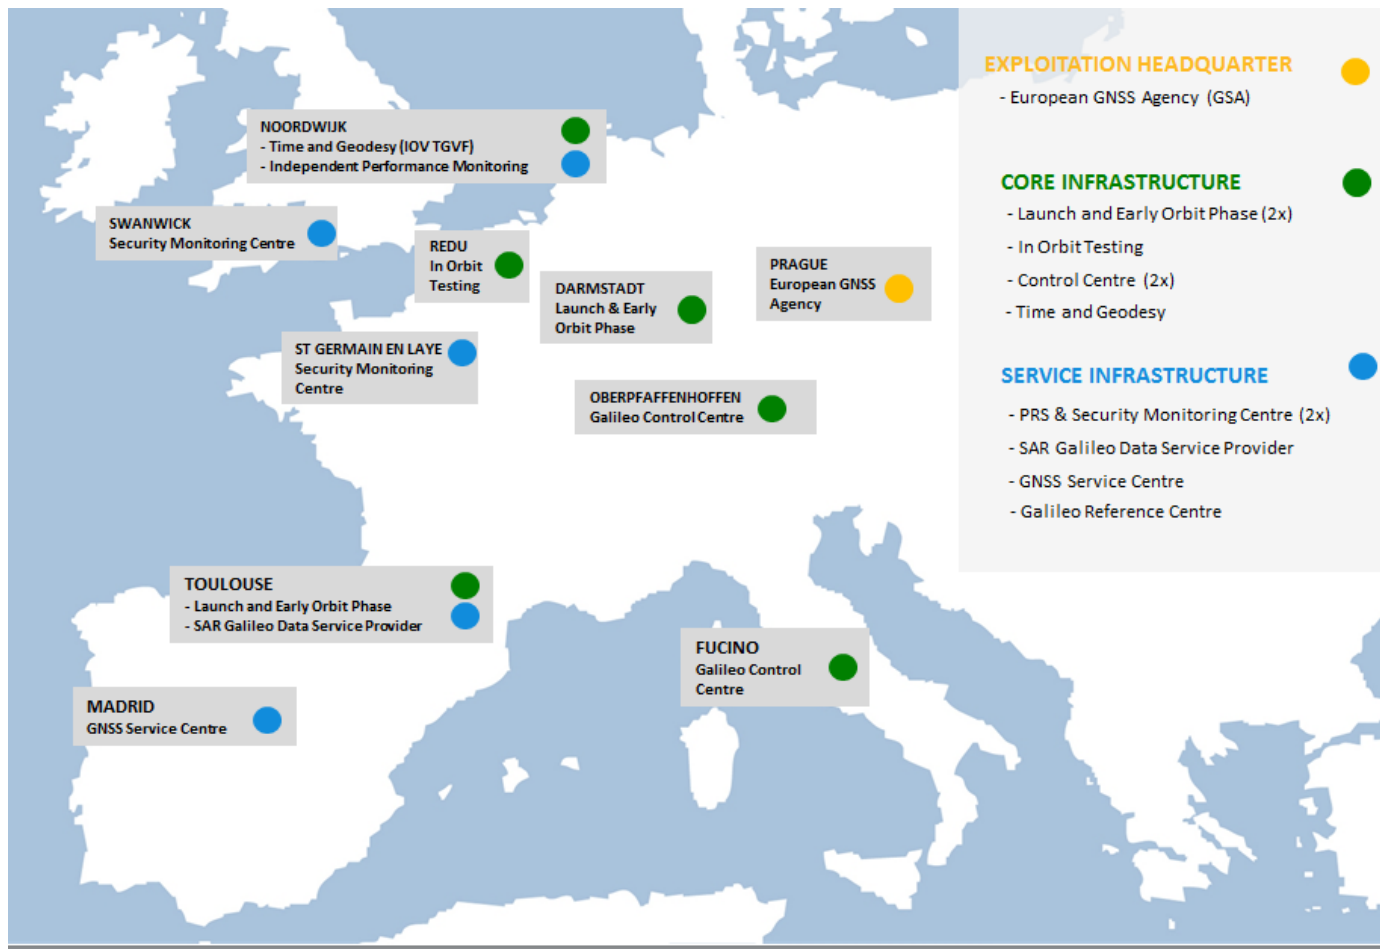 EXPLOITATION HEADQUARTER
- European GNSS Agency (GSA)
CORE INFRASTRUCTURE
- Launch and Early Orbit Phase (2x)
- In Orbit Testing
- Control Centre (2x)
- Time and Geodesy
SERVICE INFRASTRUCTURE
- PRS & Security Monitoring Centre (2x)
- SAR Galileo Data Service Provider
- GNSS Service Centre
- Galileo Reference Centre
NOORDWIJK
- Time and Geodesy (IOV TGVF)
- Independent Performance Monitoring
SWANWICK
Security Monitoring Centre
REDU
In Orbit
Testing
DARMSTADT
Launch & Early
Orbit Phase
PRAGUE
European GNSS
Agency
ST GERMAIN EN LAYE
Security Monitoring
Centre
OBERPFAFFENHOFFEN
Galileo Control Centre
TOULOUSE
- Launch and Early Orbit Phase
- SAR Galileo Data Service Provider
FUCINO
Galileo Control
Centre
MADRID
GNSS Service Centre